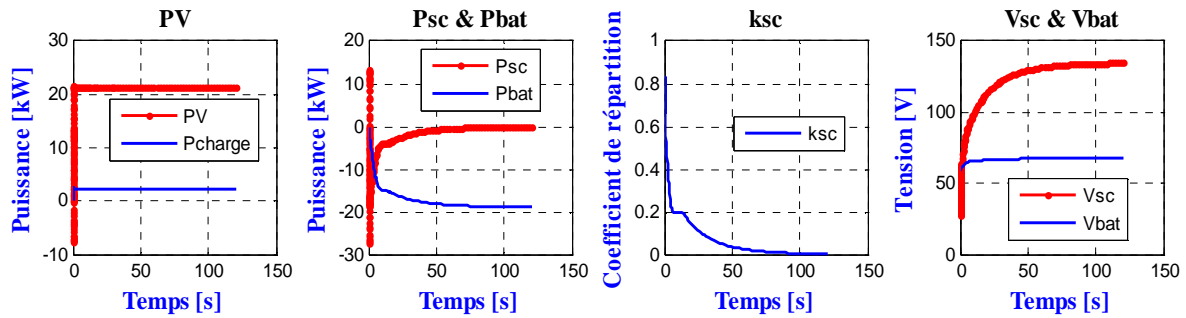 PV
Puissance [kW]
30
20
10
0
-10
PV
Pcharge
0
50
100
150
Temps [s]
Psc & Pbat
Puissance [kW]
20
10
0
-10
-20
-30
Psc
Pbat
0
50
100
150
Temps [s]
ksc
Coefficient de répartition
1
0.8
0.6
0.4
0.2
0
ksc
0
50
100
150
Temps [s]
Vsc & Vbat
Tension [V]
150
100
50
0
Vsc
Vbat
0
50
100
150
Temps [s]